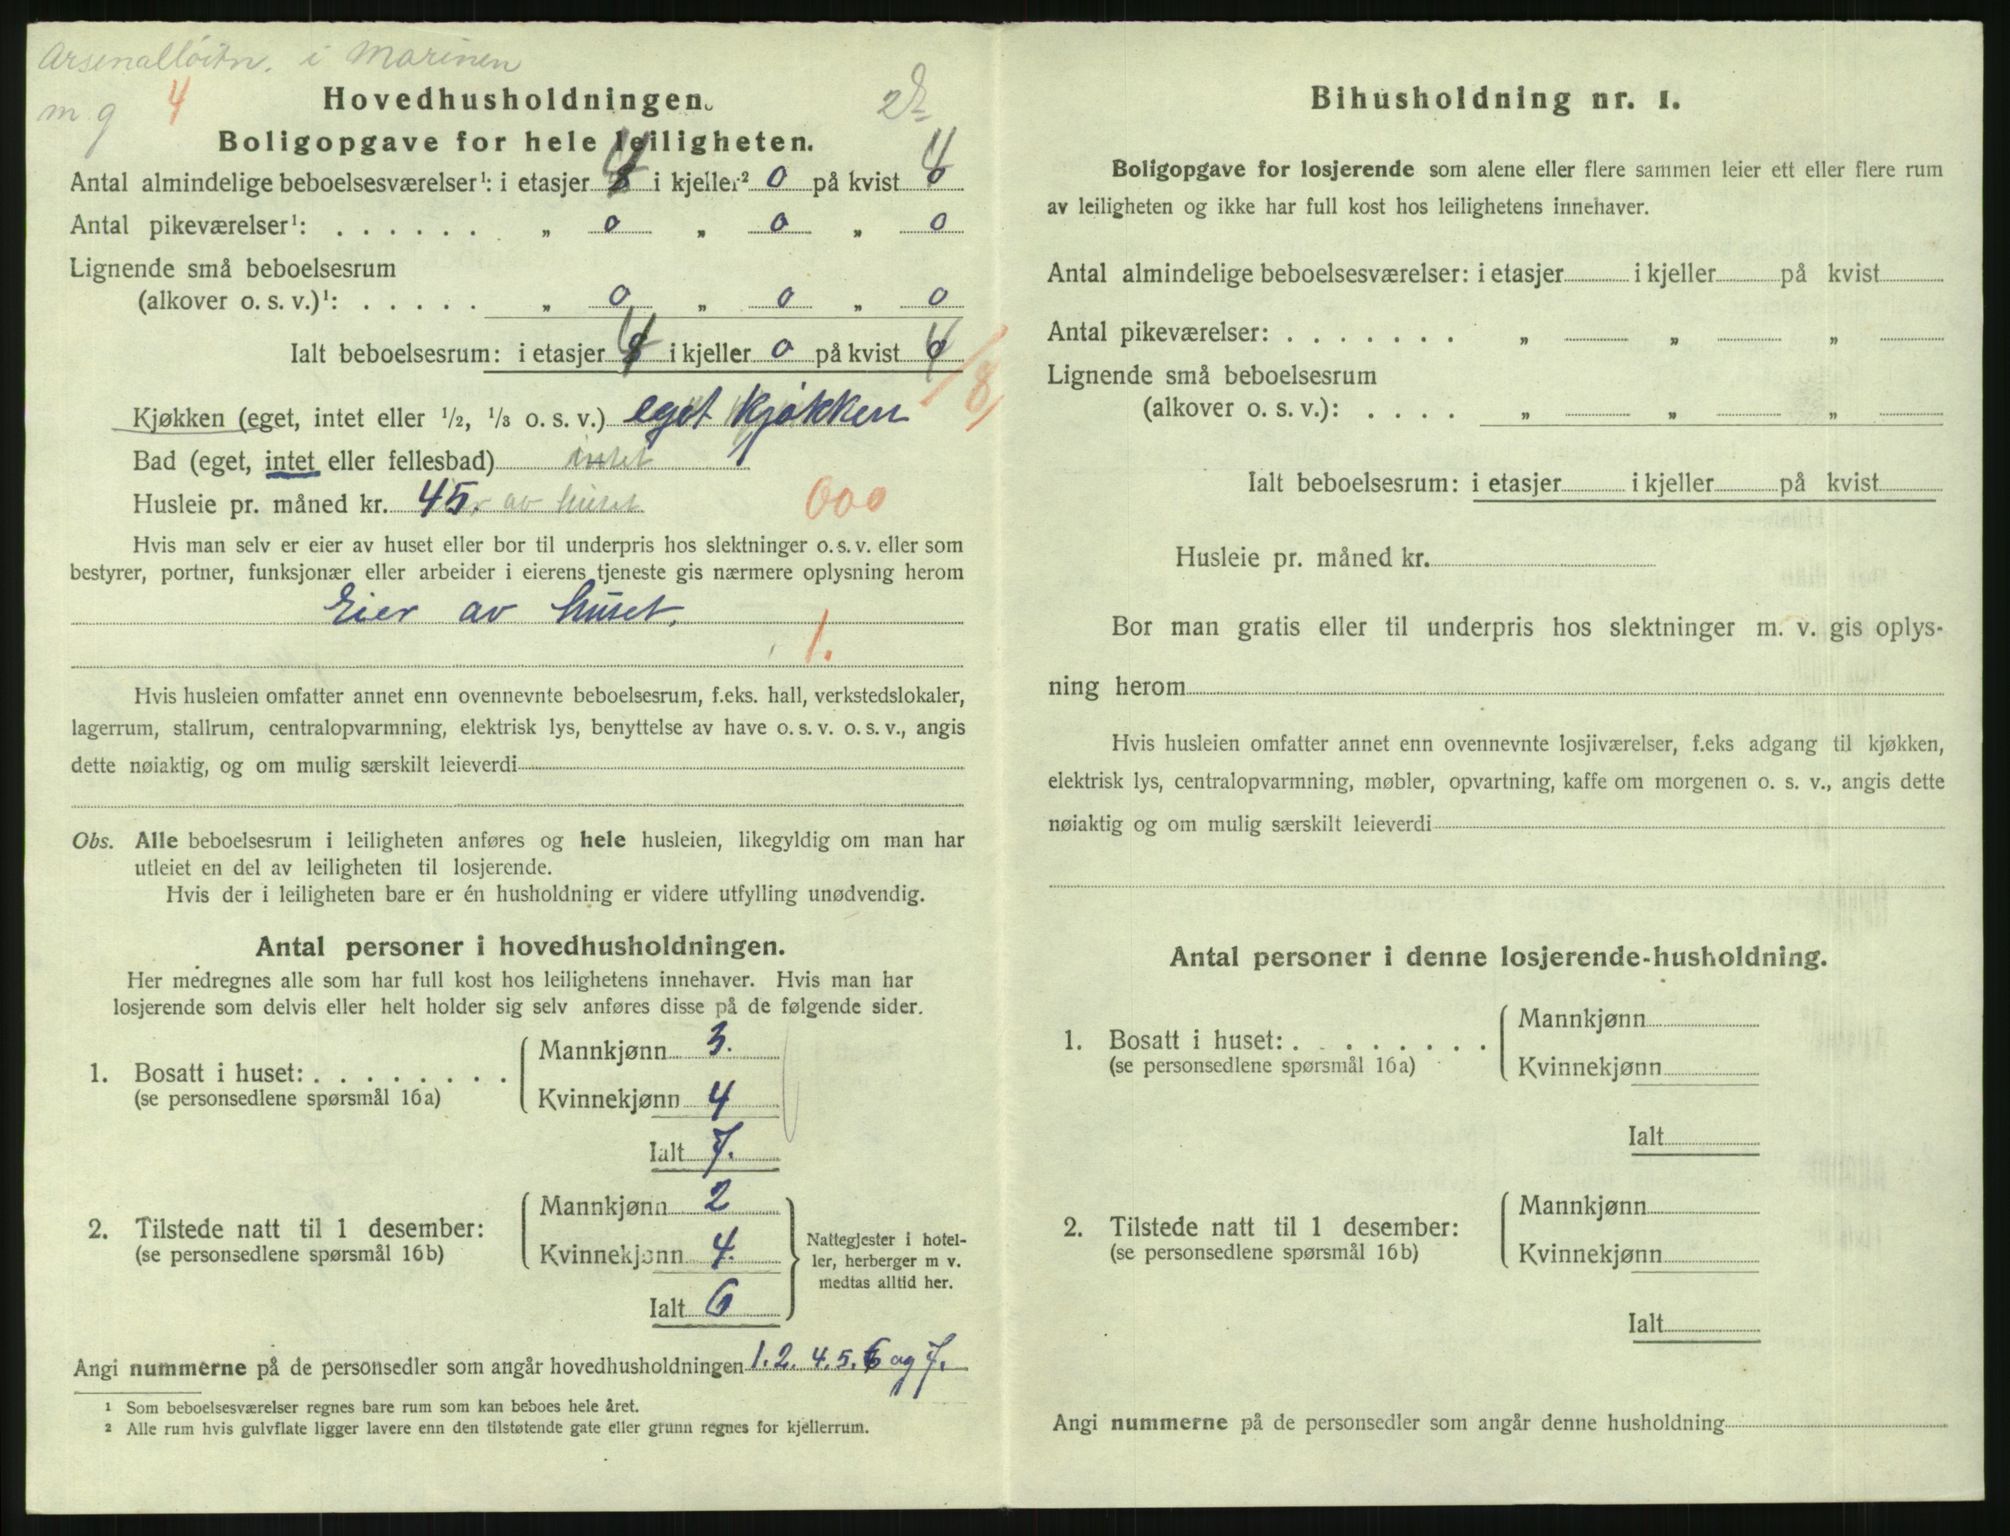 Arsenalløitn. i Marinen
m g 4
Hovedhusholdningen.
Boligopgave for hele leiligheten.
Antal almindelige beboelsesværelser¹: i etasjer 4 i kjeller² 0 på kvist 4
Antal pikeværelser¹: . . . . . . „ 0 „ 0 „ 0
Lignende små beboelsesrum
(alkover o. s. v.)¹: . . . . . „ 0 „ 0 „ 0
Ialt beboelsesrum: i etasjer 4 i kjeller 0 på kvist 4
/8/
Kjøkken (eget, intet eller 1/2, 1/3 o. s. v.) eget kjøkken
Bad (eget, intet eller fellesbad) intet
Husleie pr. måned kr. 45. av huset 000
Hvis man selv er eier av huset eller bor til underpris hos slektninger o. s. v. eller som
bestyrer, portner, funksjonær eller arbeider i eierens tjeneste gis nærmere oplysning herom
Eier av huset.
1.
Hvis husleien omfatter annet enn ovennevnte beboelsesrum, f.eks. hall, verkstedslokaler,
lagerrum, stallrum, centralopvarmning, elektrisk lys, benyttelse av have o. s. v. o. s. v., angis
dette nøiaktig, og om mulig særskilt leieverdi
Obs. Alle beboelsesrum i leiligheten anføres og hele husleien, likegyldig om man har
utleiet en del av leiligheten til losjerende.
Hvis der i leiligheten bare er én husholdning er videre utfylling unødvendig.
Antal personer i hovedhusholdningen.
Her medregnes alle som har full kost hos leilighetens innehaver. Hvis man har
losjerende som delvis eller helt holder sig selv anføres disse på de følgende sider.
1. Bosatt i huset: . . . . . . . .
(se personsedlene spørsmål 16a)
Mannkjønn 3.
Kvinnekjønn 4
Ialt 7.
2. Tilstede natt til 1 desember:
(se personsedlene spørsmål 16b)
Mannkjønn 2
Kvinnekjønn 4.
Ialt 6
Nattegjester i hotel-
ler, herberger m v.
medtas alltid her.
Angi nummerne på de personsedler som angår hovedhusholdningen 1. 2. 4. 5. 6 og 7.
¹ Som beboelsesværelser regnes bare rum som kan beboes hele året.
² Alle rum hvis gulvflate ligger lavere enn den tilstøtende gate eller grunn regnes for kjellerrum.
Bihusholdning nr. 1.
Boligopgave for losjerende som alene eller flere sammen leier ett eller flere rum
av leiligheten og ikke har full kost hos leilighetens innehaver.
Antal almindelige beboelsesværelser: i etasjer i kjeller på kvist
Antal pikeværelser: . . . . . . . „ „ „
Lignende små beboelsesrum
(alkover o. s. v.): . . . . „ „ „
Ialt beboelsesrum: i etasjer i kjeller på kvist
Husleie pr. måned kr.
Bor man gratis eller til underpris hos slektninger m. v. gis oplys-
ning herom
Hvis husleien omfatter annet enn ovennevnte losjiværelser, f.eks adgang til kjøkken,
elektrisk lys, centralopvarmning, møbler, opvartning, kaffe om morgenen o. s. v., angis dette
nøiaktig og om mulig særskilt leieverdi
Antal personer i denne losjerende-husholdning.
1. Bosatt i huset: . . . . . . . .
(se personsedlene spørsmål 16a)
Mannkjønn
Kvinnekjønn
Ialt
2. Tilstede natt til 1 desember:
(se personsedlene spørsmål 16b)
Mannkjønn
Kvinnekjønn
Ialt
Angi nummerne på de personsedler som angår denne husholdning